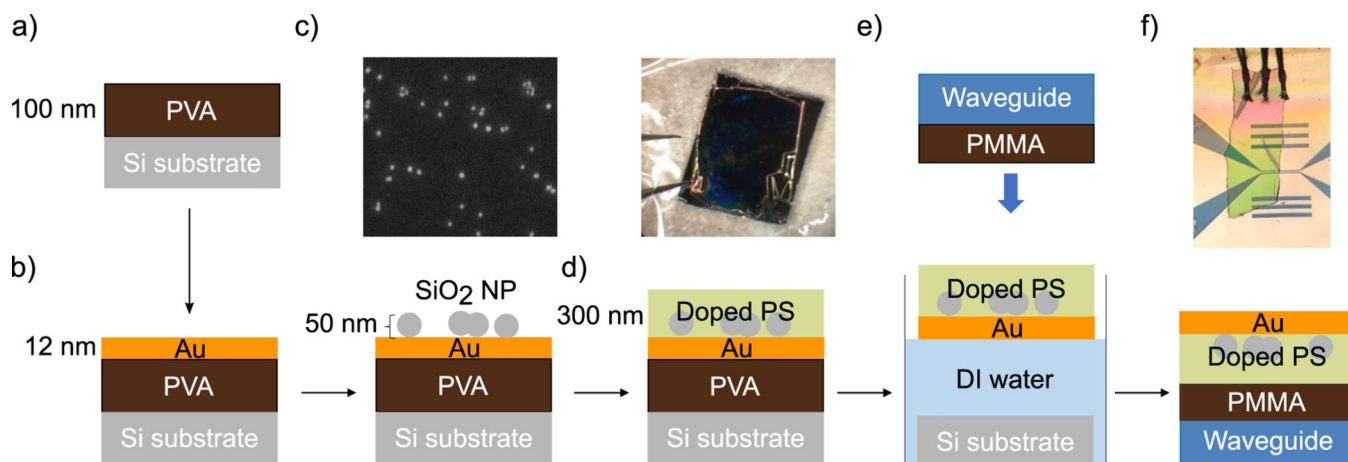 a)
100 nm
PVA
Si substrate
b)
12 nm
Au
PVA
Si substrate
c)
SiO2 NP
50 nm
Au
PVA
Si substrate
d)
300 nm
Doped PS
Au
PVA
Si substrate
e)
Waveguide
PMMA
Doped PS
Au
DI water
Si substrate
f)
Au
Doped PS
PMMA
Waveguide